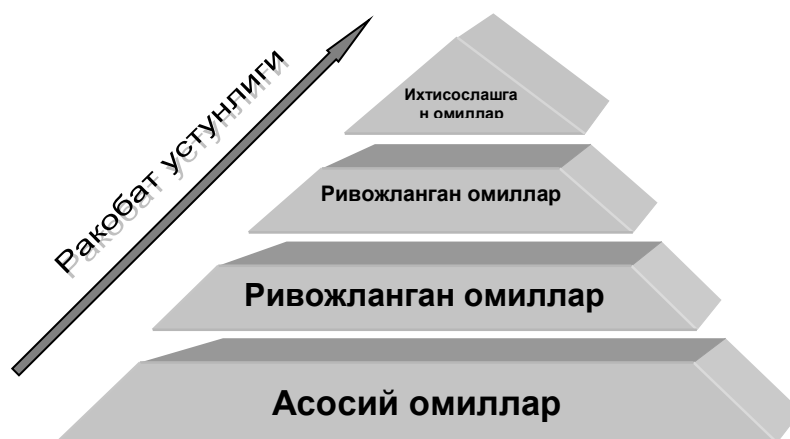 Ракобат устунлиги
Ихтисослашга
н омиллар
Ривожланган омиллар
Ривожланган омиллар
Асосий омиллар